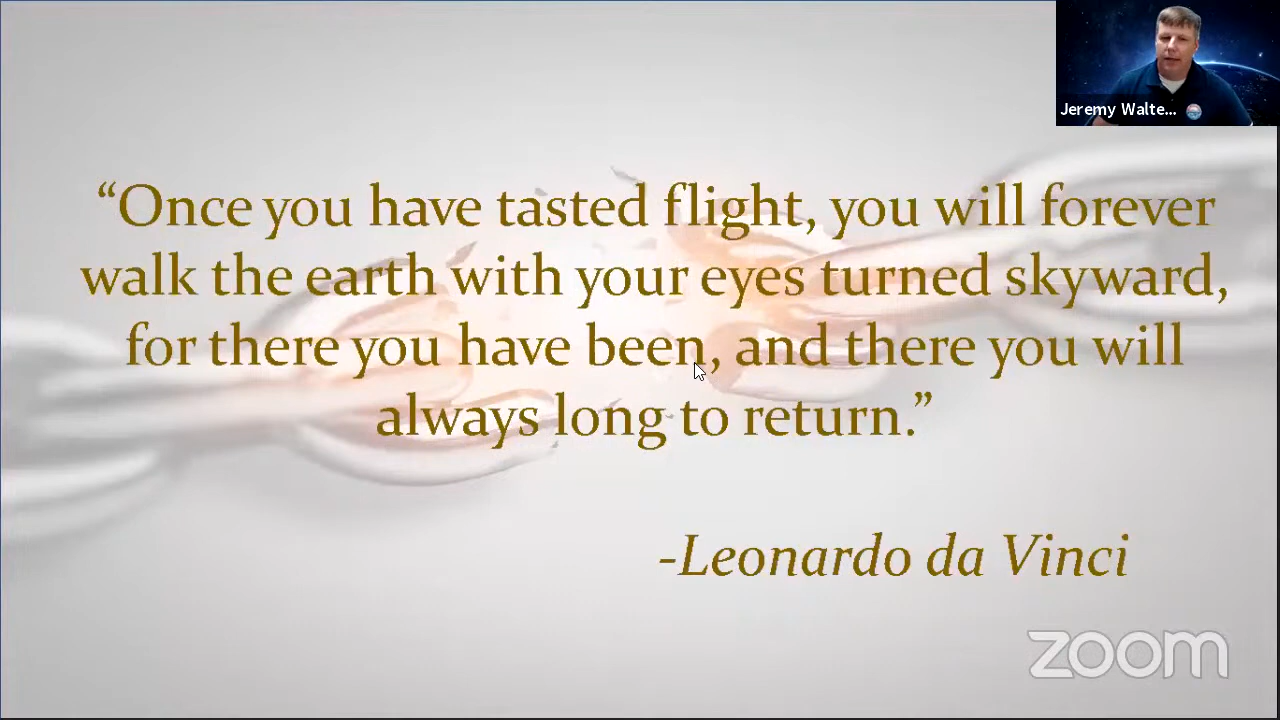 Jeremy Walte...
“Once you have tasted flight, you will forever
walk the earth with your eyes turned skyward,
for there you have been, and there you will
always long to return.”
-Leonardo da Vinci
zoom